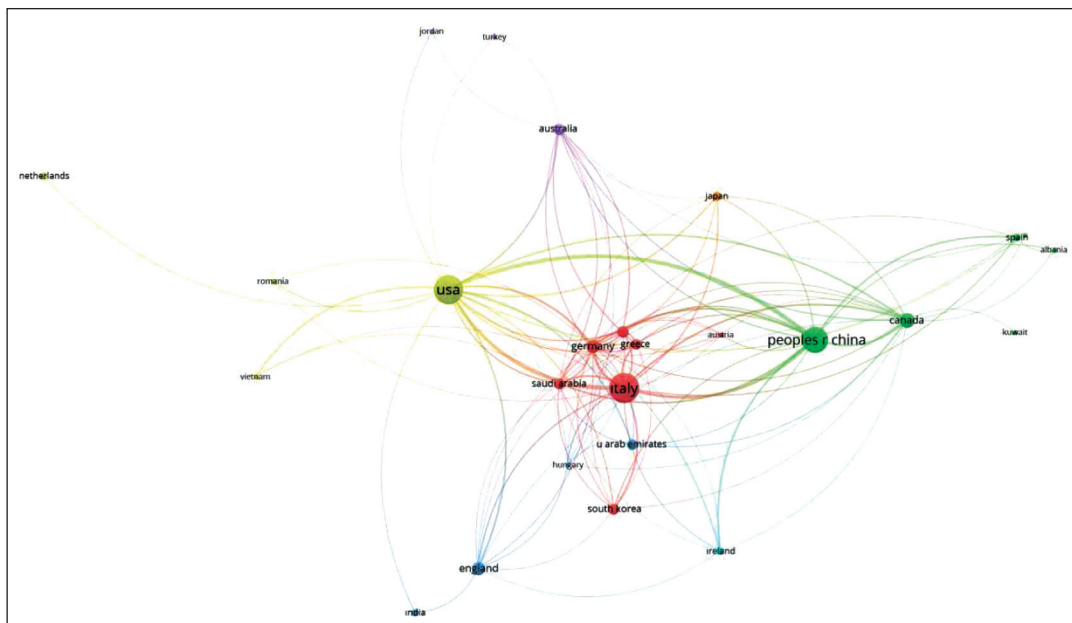 jordan
turkey
australia
netherlands
japan
spain
albania
romania
usa
canada
kuwait
peoples r china
austria
greece
germany
vietnam
saudi arabia
italy
u arab emirates
hungary
south korea
ireland
england
india